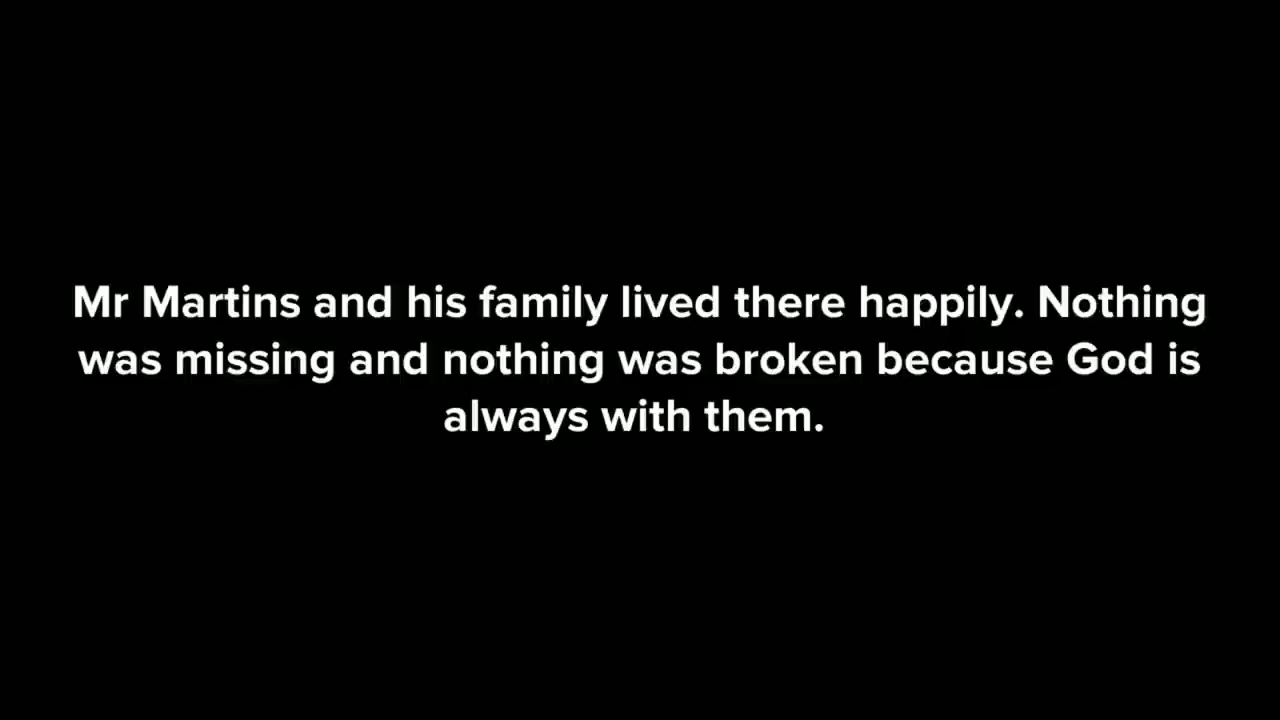 Mr Martins and his family lived there happily. Nothing
was missing and nothing was broken because God is
always with them.